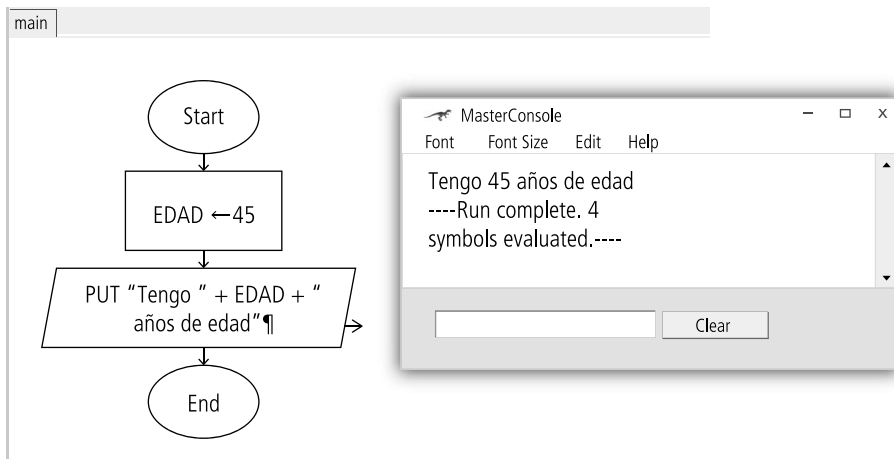 main
Start
EDAD ←45
PUT “Tengo ” + EDAD + “
años de edad”¶
End
MasterConsole
Font Font Size Edit Help
Tengo 45 años de edad
----Run complete. 4
symbols evaluated.----
Clear